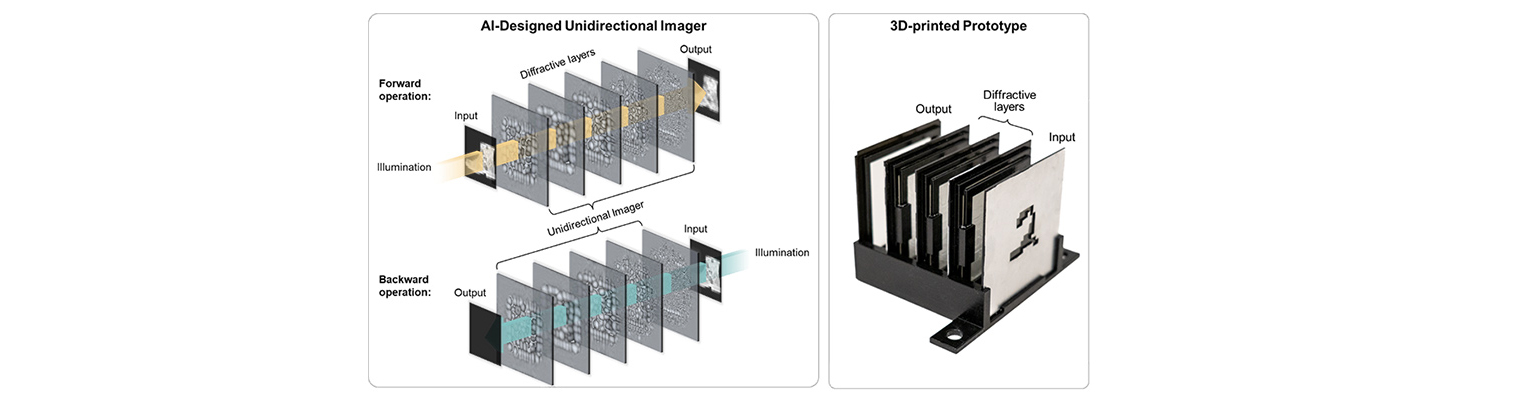 AI-Designed Unidirectional Imager
Forward
operation:
Diffractive layers
Output
Input
Illumination
Unidirectional Imager
Input
Illumination
Backward
operation:
Output
3D-printed Prototype
Diffractive
layers
Output
Input
2